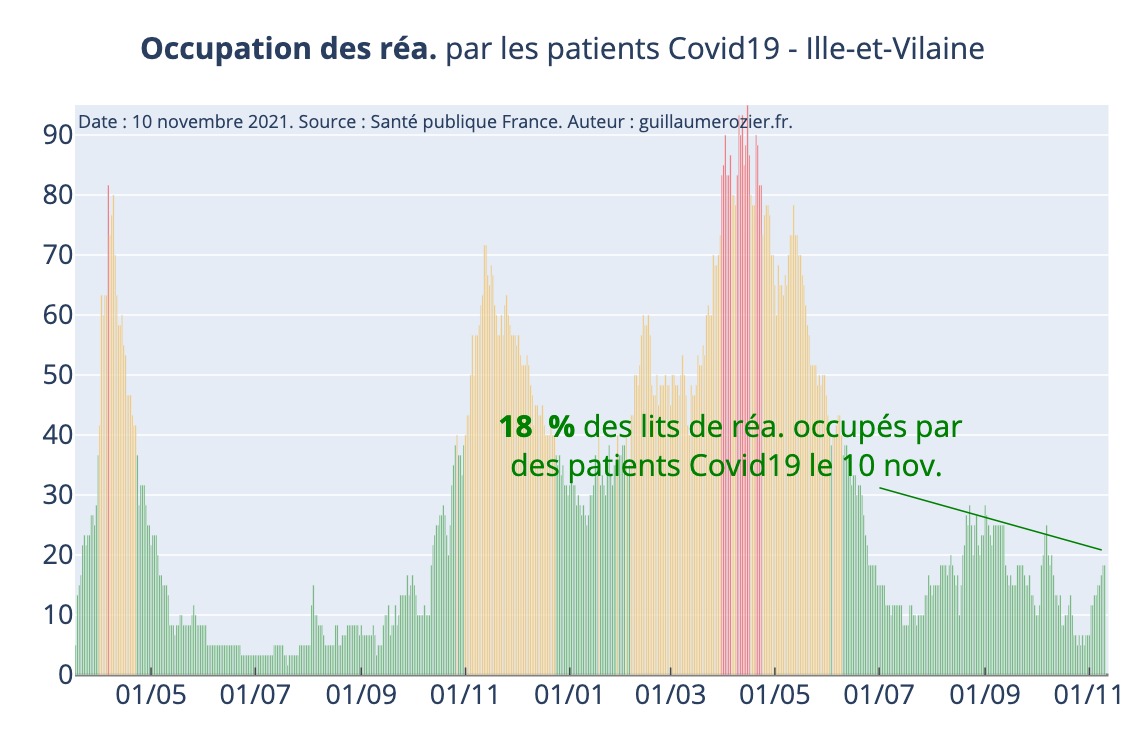 Occupation des réa. par les patients Covid19 - Ille-et-Vilaine
Date : 10 novembre 2021. Source : Santé publique France. Auteur : guillaumerozier.fr.
90
80
70
60
50
40
30
20
10
0
18 % des lits de réa. occupés par
des patients Covid19 le 10 nov.
01/05 01/07 01/09 01/11 01/01 01/03 01/05 01/07 01/09 01/11